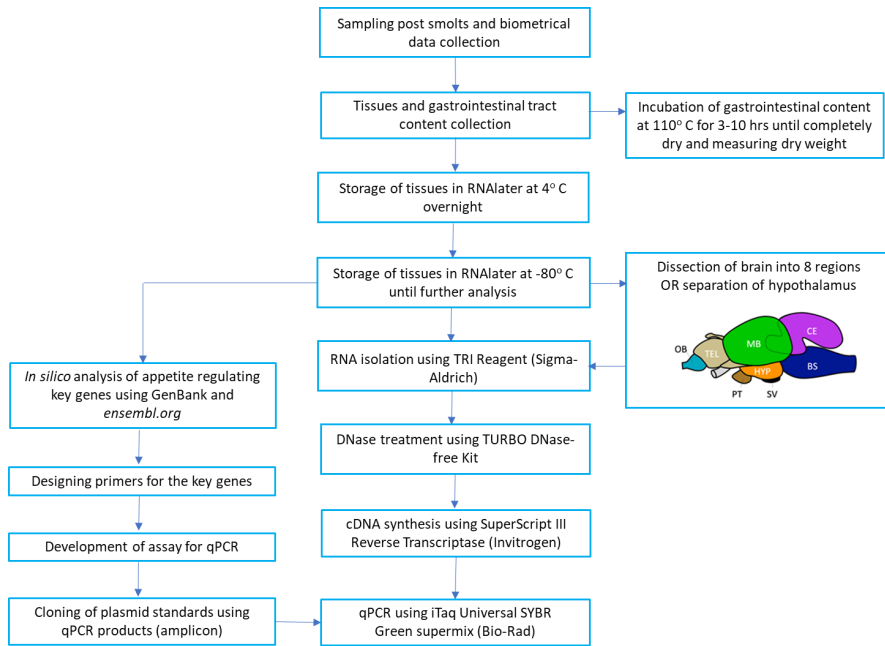 Sampling post smolts and biometrical
data collection
Tissues and gastrointestinal tract
content collection
Incubation of gastrointestinal content
at 110° C for 3-10 hrs until completely
dry and measuring dry weight
Storage of tissues in RNAlater at 4° C
overnight
Storage of tissues in RNAlater at -80° C
until further analysis
Dissection of brain into 8 regions
OR separation of hypothalamus
OB
TEL
MB
CE
HYP
BS
PT
SV
RNA isolation using TRI Reagent (Sigma-
Aldrich)
In silico analysis of appetite regulating
key genes using GenBank and
ensembl.org
DNase treatment using TURBO DNase-
free Kit
Designing primers for the key genes
cDNA synthesis using SuperScript III
Reverse Transcriptase (Invitrogen)
Development of assay for qPCR
Cloning of plasmid standards using
qPCR products (amplicon)
qPCR using iTaq Universal SYBR
Green supermix (Bio-Rad)